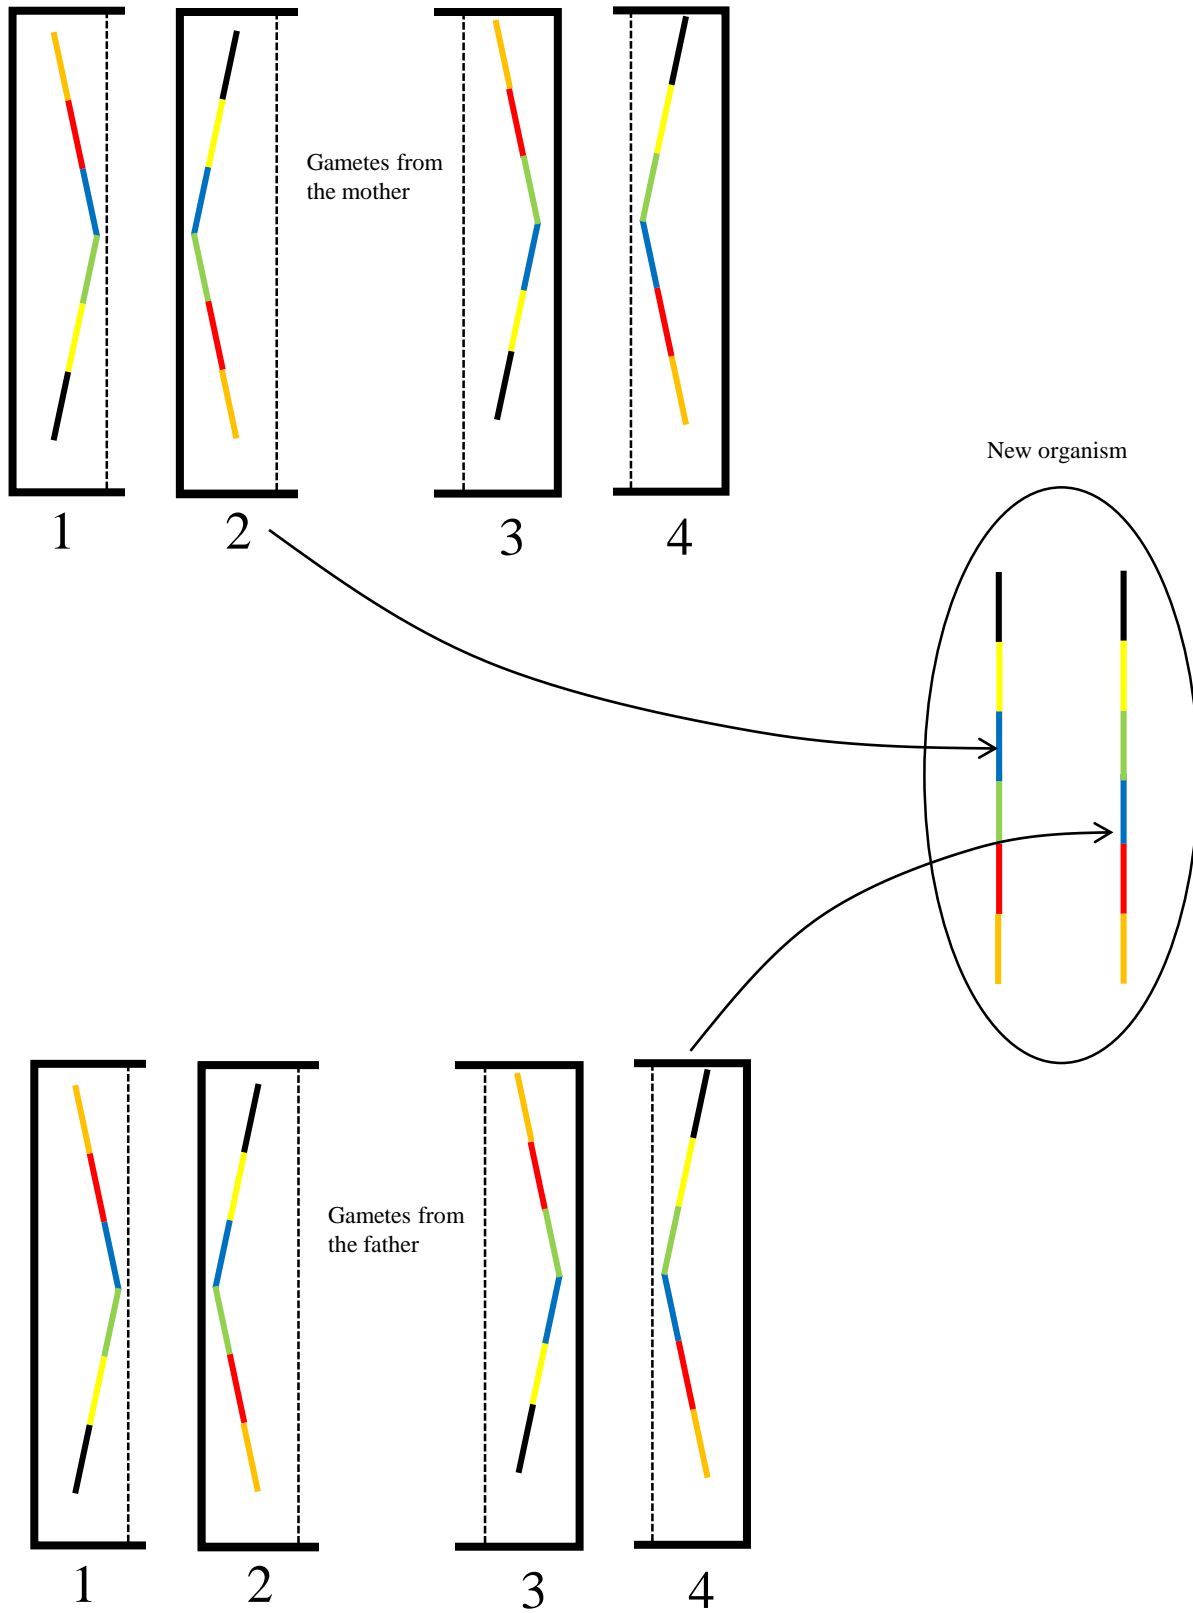 Gametes from
the mother
1 2 3 4
New organism
Gametes from
the father
1 2 3 4